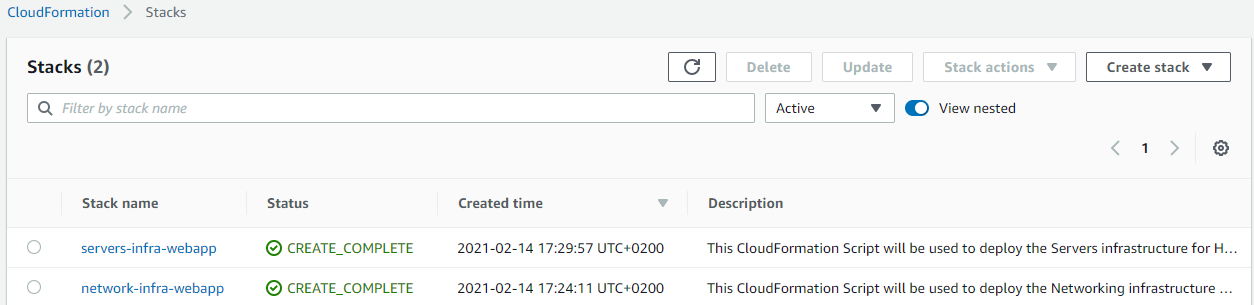 CloudFormation > Stacks
Stacks (2) Delete Update Stack actions Create stack
Filter by stack name Active View nested
1
Stack name Status Created time Description
servers-infra-webapp CREATE_COMPLETE 2021-02-14 17:29:57 UTC+0200 This CloudFormation Script will be used to deploy the Servers infrastructure for H...
network-infra-webapp CREATE_COMPLETE 2021-02-14 17:24:11 UTC+0200 This CloudFormation Script will be used to deploy the Networking infrastructure ...